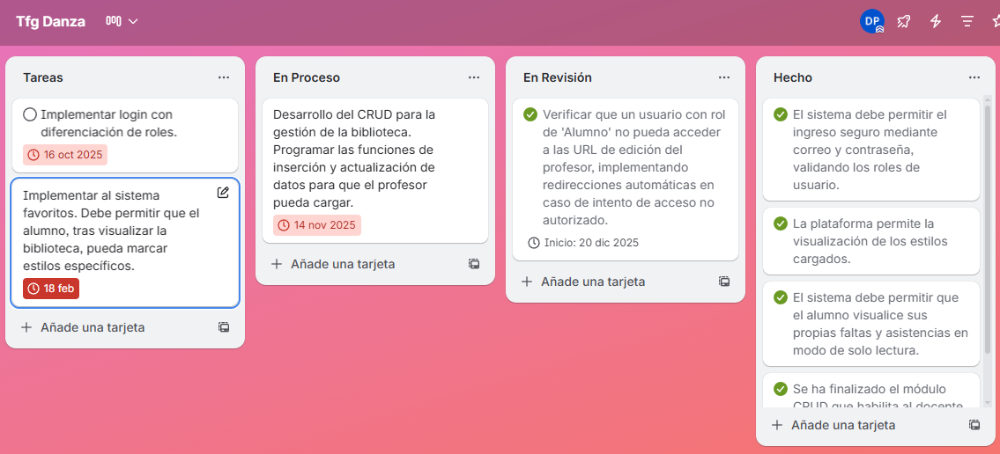 Tfg Danza
DP
Tareas
Implementar login con
diferenciación de roles.
16 oct 2025
Implementar al sistema
favoritos. Debe permitir que el
alumno, tras visualizar la
biblioteca, pueda marcar
estilos específicos.
18 feb
Añade una tarjeta
En Proceso
Desarrollo del CRUD para la
gestión de la biblioteca.
Programar las funciones de
inserción y actualización de
datos para que el profesor
pueda cargar.
14 nov 2025
Añade una tarjeta
En Revisión
Verificar que un usuario con rol
de 'Alumno' no pueda acceder
a las URL de edición del
profesor, implementando
redirecciones automáticas en
caso de intento de acceso no
autorizado.
Inicio: 20 dic 2025
Añade una tarjeta
Hecho
El sistema debe permitir el
ingreso seguro mediante
correo y contraseña,
validando los roles de
usuario.
La plataforma permite la
visualización de los estilos
cargados.
El sistema debe permitir que
el alumno visualice sus
propias faltas y asistencias en
modo de solo lectura.
Se ha finalizado el módulo
CRUD que habilita al docente
Añade una tarjeta